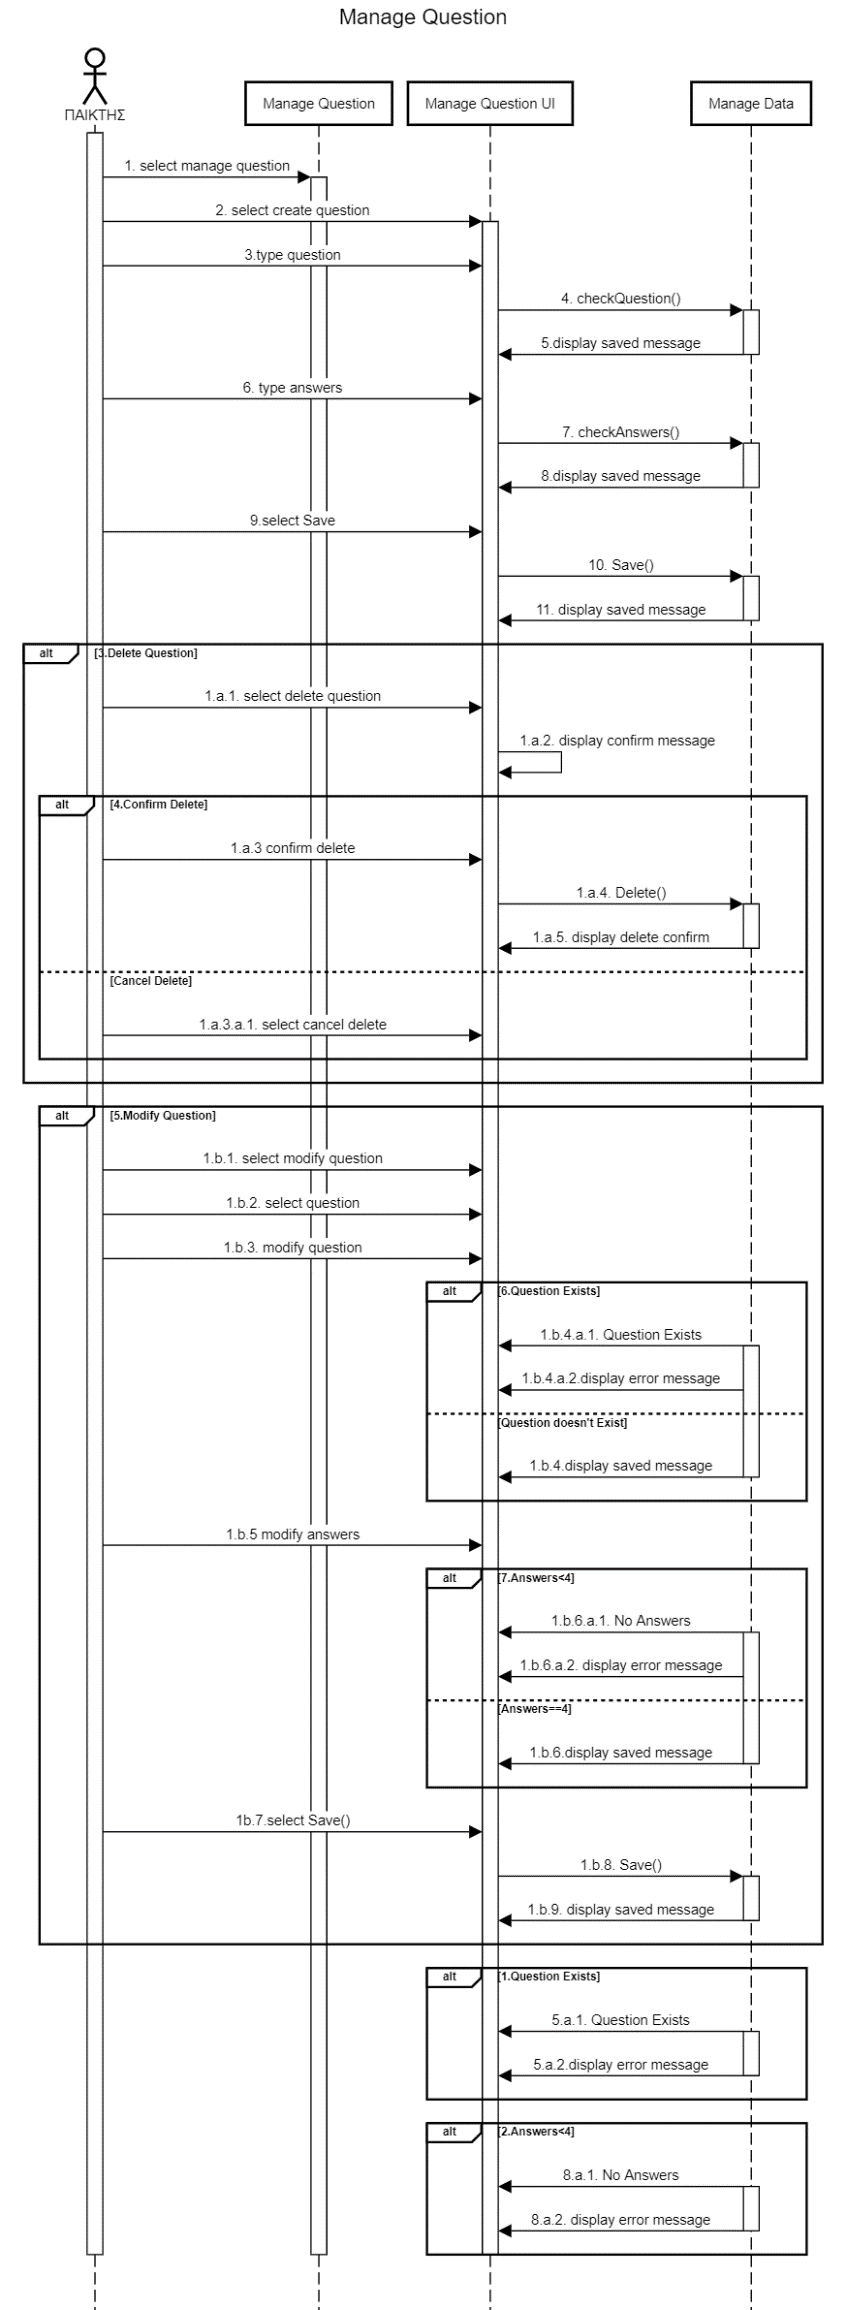 Manage Question
ΠΑΙΚΤΗΣ
Manage Question
Manage Question UI
Manage Data
1. select manage question
2. select create question
3.type question
4. checkQuestion()
5.display saved message
6. type answers
7. checkAnswers()
8.display saved message
9.select Save
10. Save()
11. display saved message
alt
[3.Delete Question]
1.a.1. select delete question
1.a.2. display confirm message
alt
[4.Confirm Delete]
1.a.3 confirm delete
1.a.4. Delete()
1.a.5. display delete confirm
[Cancel Delete]
1.a.3.a.1. select cancel delete
alt
[5.Modify Question]
1.b.1. select modify question
1.b.2. select question
1.b.3. modify question
alt
[6.Question Exists]
1.b.4.a.1. Question Exists
1.b.4.a.2.display error message
[Question doesn't Exist]
1.b.4.display saved message
1.b.5 modify answers
alt
[7.Answers<4]
1.b.6.a.1. No Answers
1.b.6.a.2. display error message
[Answers==4]
1.b.6.display saved message
1b.7.select Save()
1.b.8. Save()
1.b.9. display saved message
alt
[1.Question Exists]
5.a.1. Question Exists
5.a.2.display error message
alt
[2.Answers<4]
8.a.1. No Answers
8.a.2. display error message